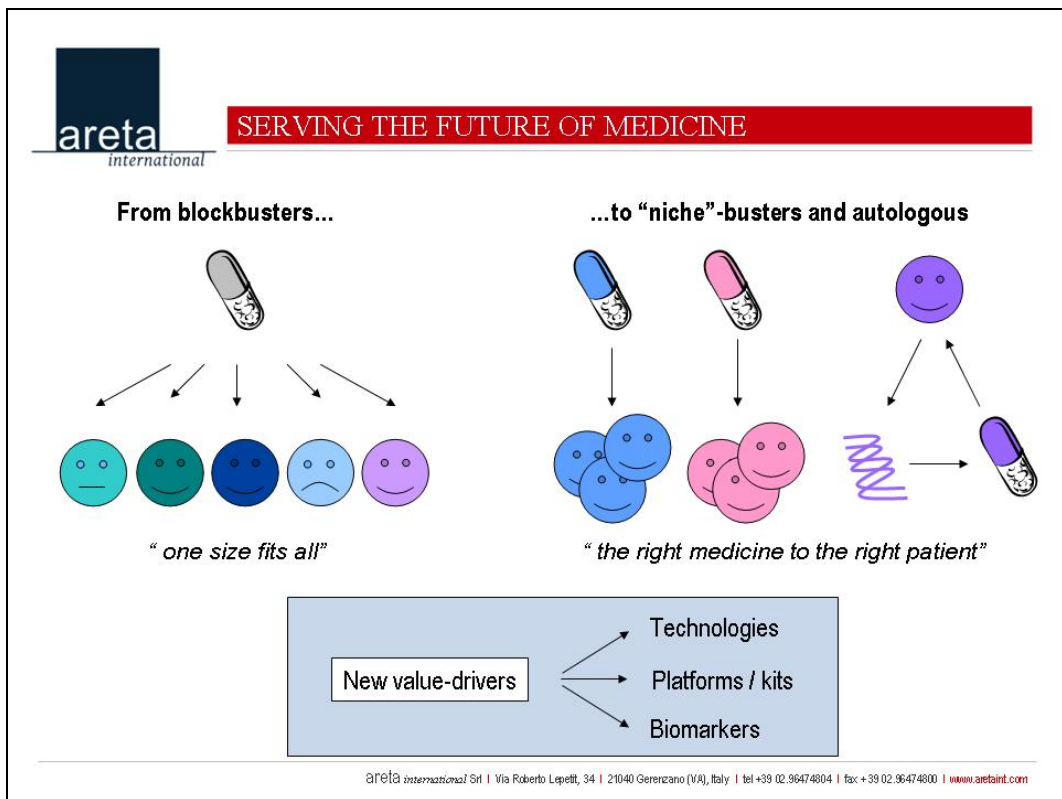 areta
international
SERVING THE FUTURE OF MEDICINE
From blockbusters...
...to “niche”-busters and autologous
“ one size fits all”
“ the right medicine to the right patient”
New value-drivers
Technologies
Platforms / kits
Biomarkers
areta international Srl I Via Roberto Lepetit, 34 I 21040 Gerenzano (VA), Italy I tel +39 02.96474804 I fax +39 02.96474800 I www.aretaint.com